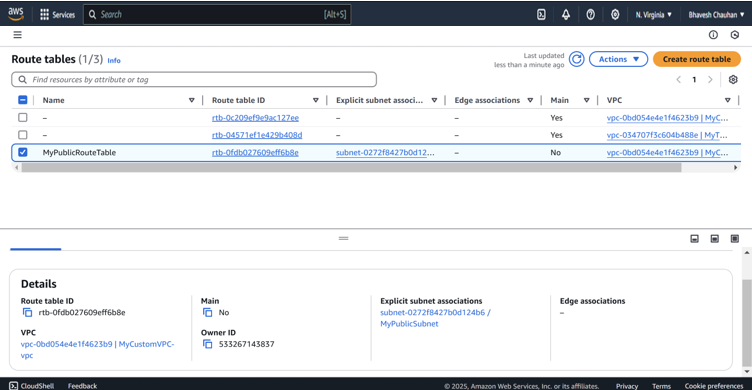 aws
Services
Search
[Alt+S]
N. Virginia ▼
Bhavesh Chauhan ▼
Route tables (1/3) Info
Last updated
less than a minute ago
Actions ▼
Create route table
Find resources by attribute or tag
1
Name
Route table ID
Explicit subnet associ...
Edge associations
Main
VPC
– rtb-0c209ef9e9ac127ee – – Yes vpc-0bd054e4e1f4623b9 | MyC...
– rtb-04571ef1e429b408d – – Yes vpc-034707f3c604b488e | MyT...
MyPublicRouteTable rtb-0fdb027609eff6b8e subnet-0272f8427b0d12... – No vpc-0bd054e4e1f4623b9 | MyC...
Details
Route table ID
rtb-0fdb027609eff6b8e
Main
No
Explicit subnet associations
subnet-0272f8427b0d124b6 /
MyPublicSubnet
Edge associations
–
VPC
vpc-0bd054e4e1f4623b9 | MyCustomVPC-
vpc
Owner ID
533267143837
CloudShell
Feedback
© 2025, Amazon Web Services, Inc. or its affiliates.
Privacy
Terms
Cookie preferences